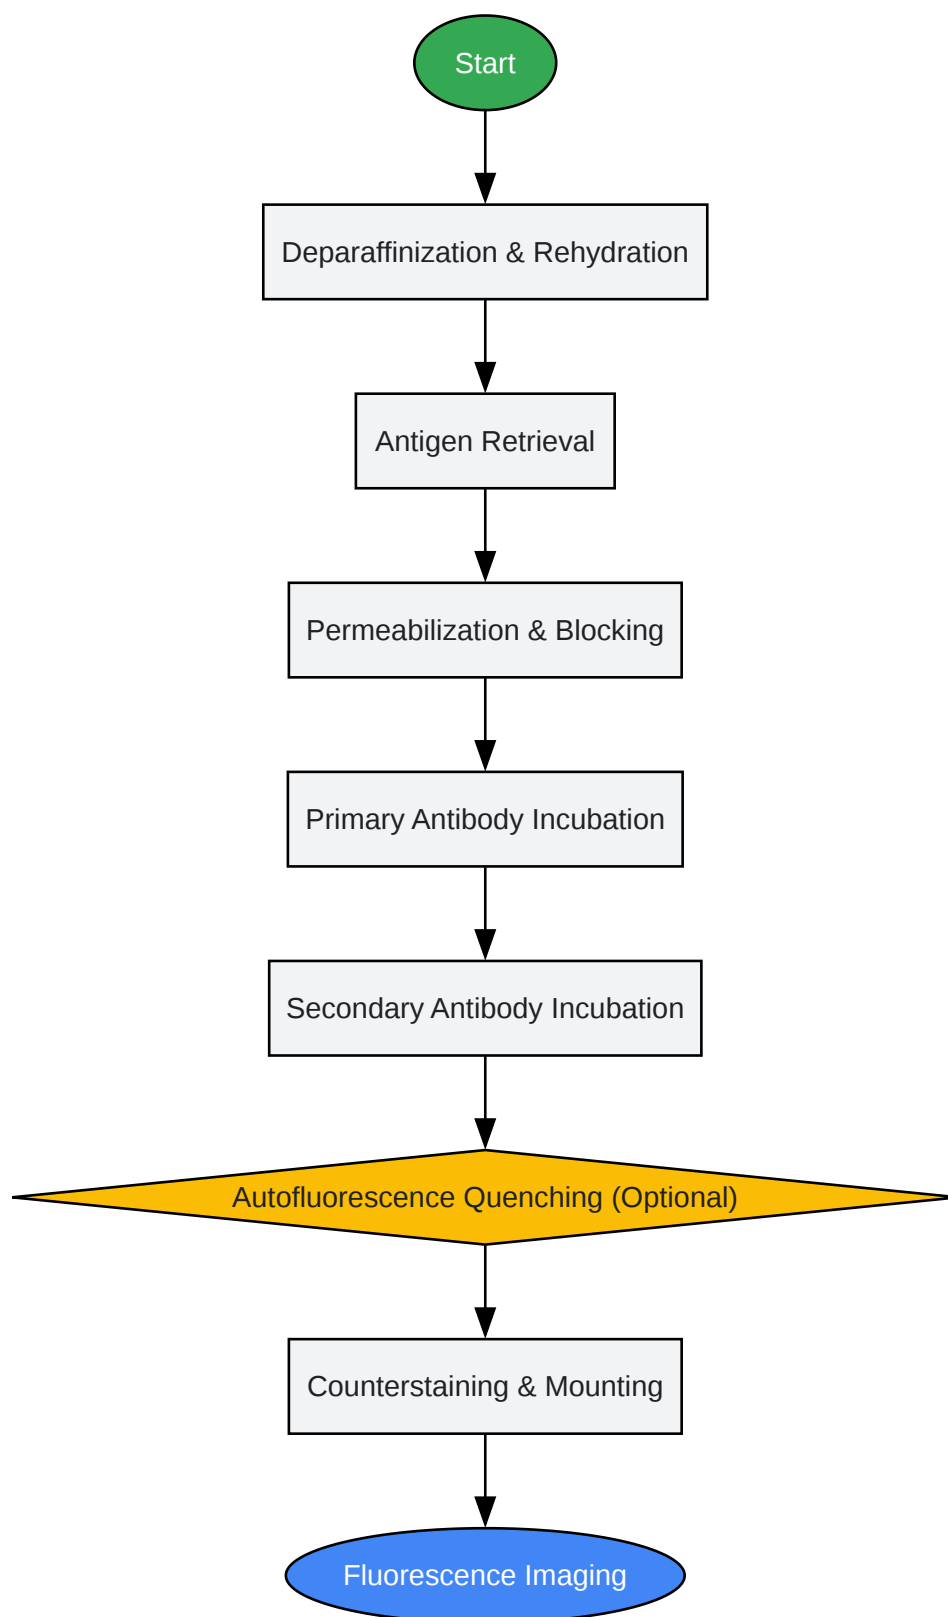 Start
Deparaffinization & Rehydration
Antigen Retrieval
Permeabilization & Blocking
Primary Antibody Incubation
Secondary Antibody Incubation
Autofluorescence Quenching (Optional)
Counterstaining & Mounting
Fluorescence Imaging